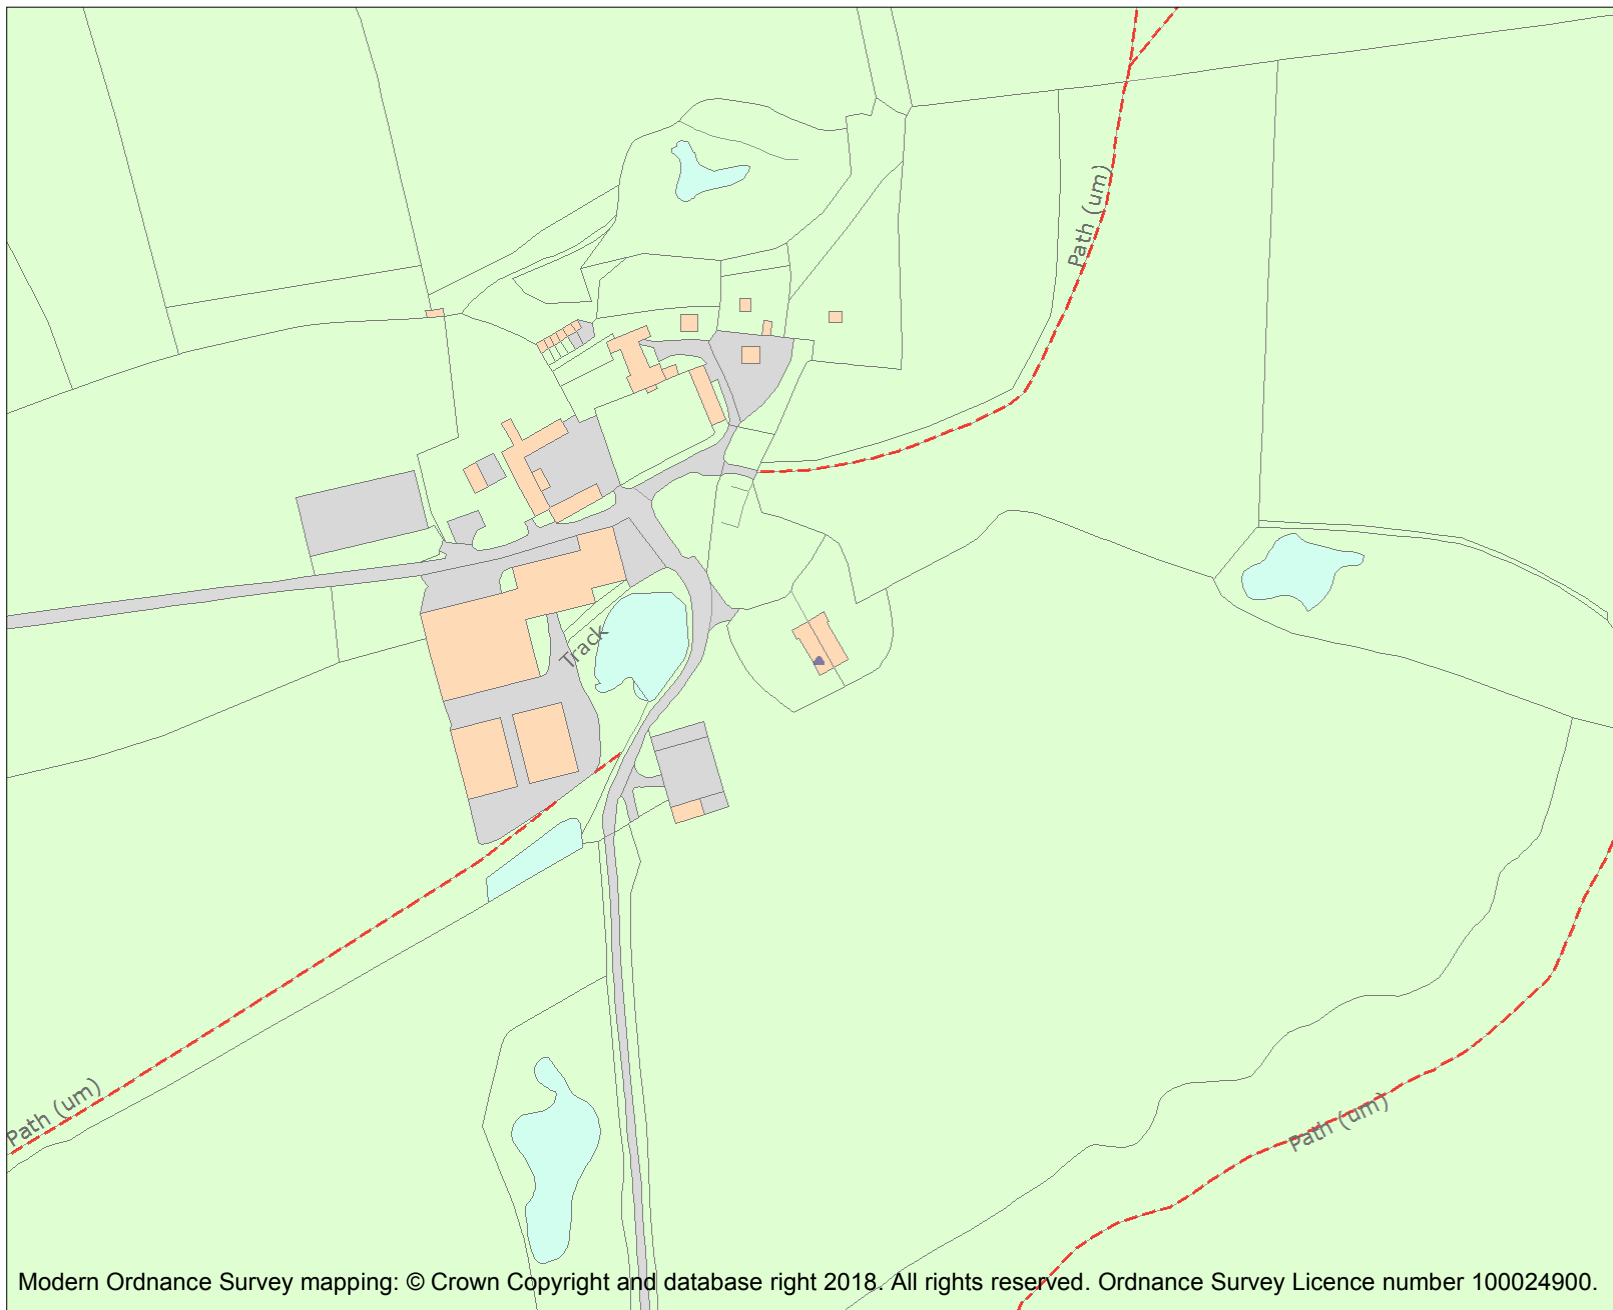 Path (um)
Track
Path (um)
Path (um)
Modern Ordnance Survey mapping: © Crown Copyright and database right 2018. All rights reserved. Ordnance Survey Licence number 100024900.